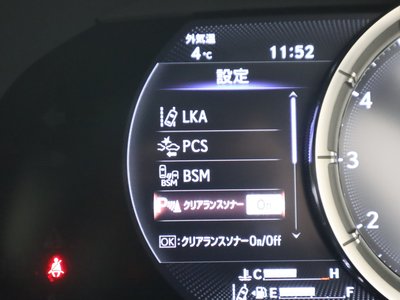 外気温
4℃ 11:52
設定
LKA
PCS
BSM
BSM
クリアランスソナー On
OK:クリアランスソナーOn/Off
C H
E F
4
3
2